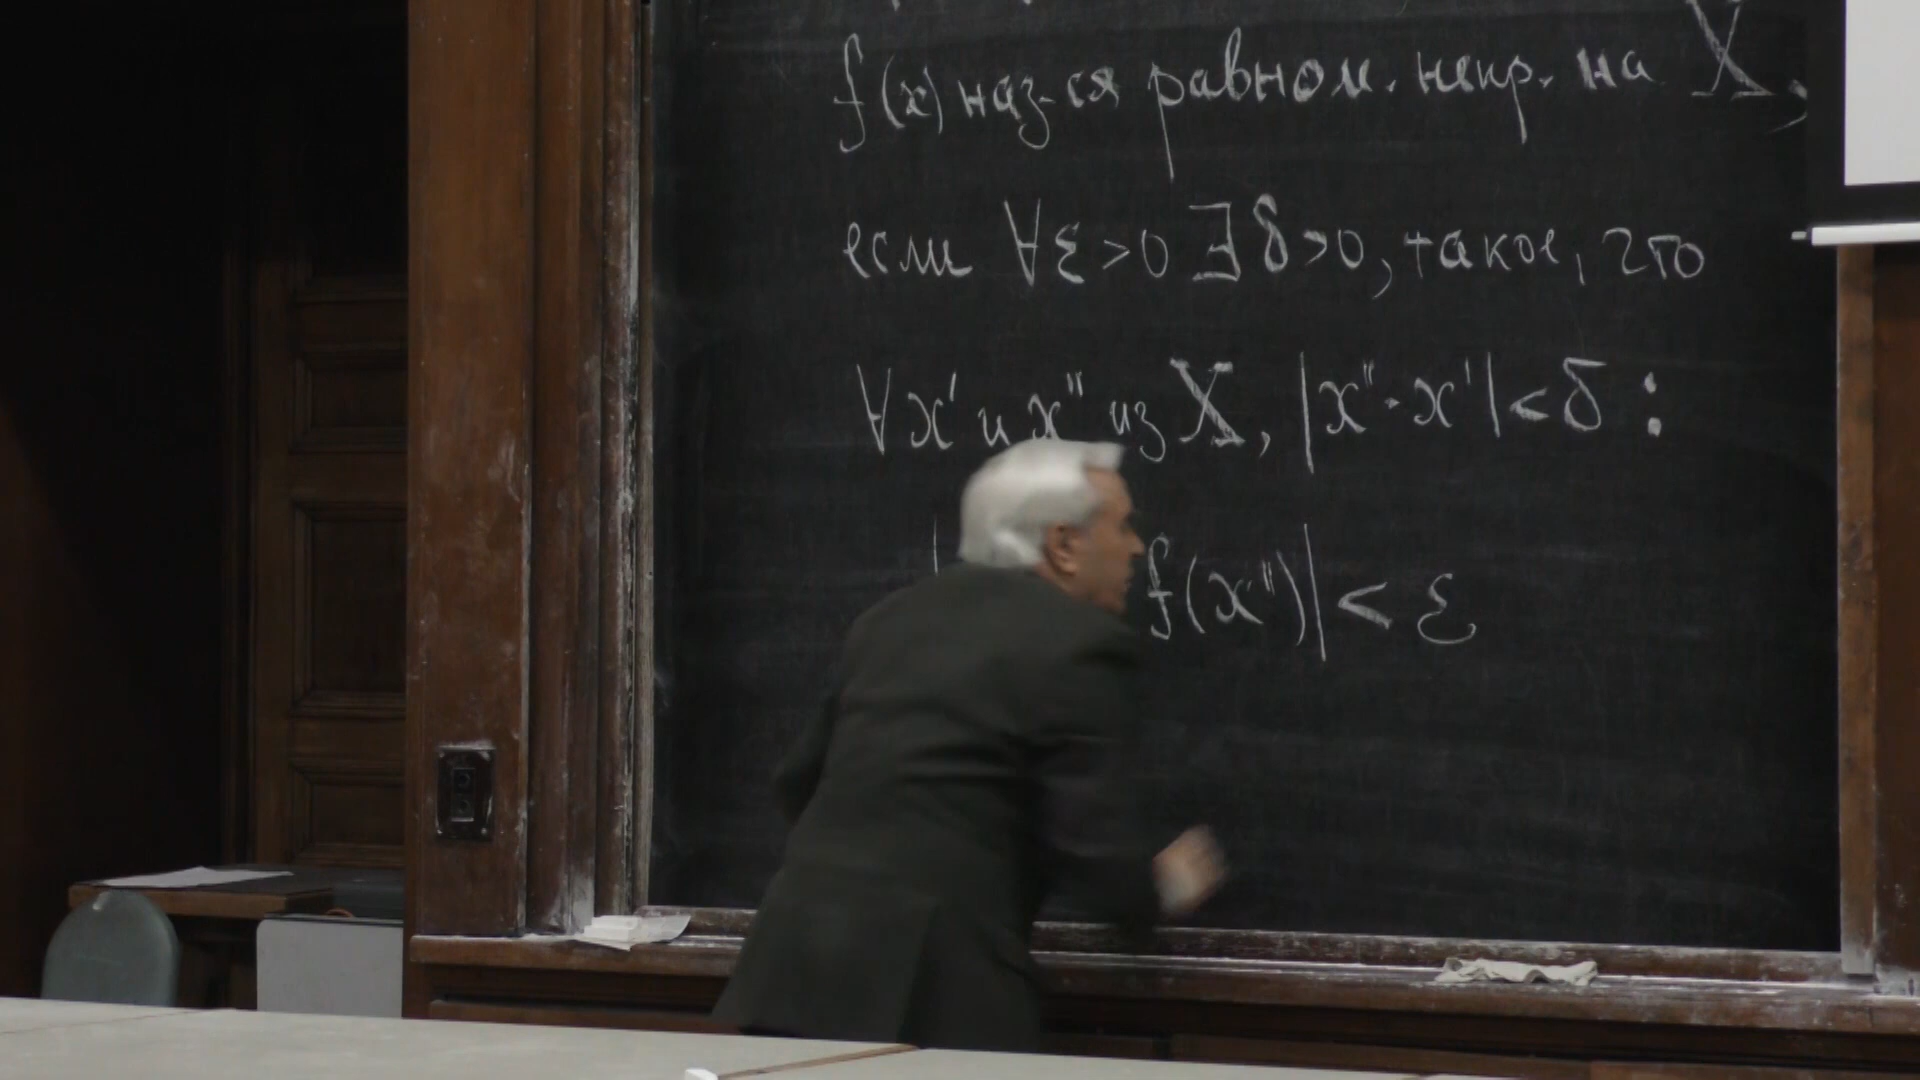 f(x) наз-ся равном. непр. на X,
если ∀ε>0 ∃δ>0, такое, что
∀x' и x'' из X, |x''-x'|<δ :
| f(x'')| < ε